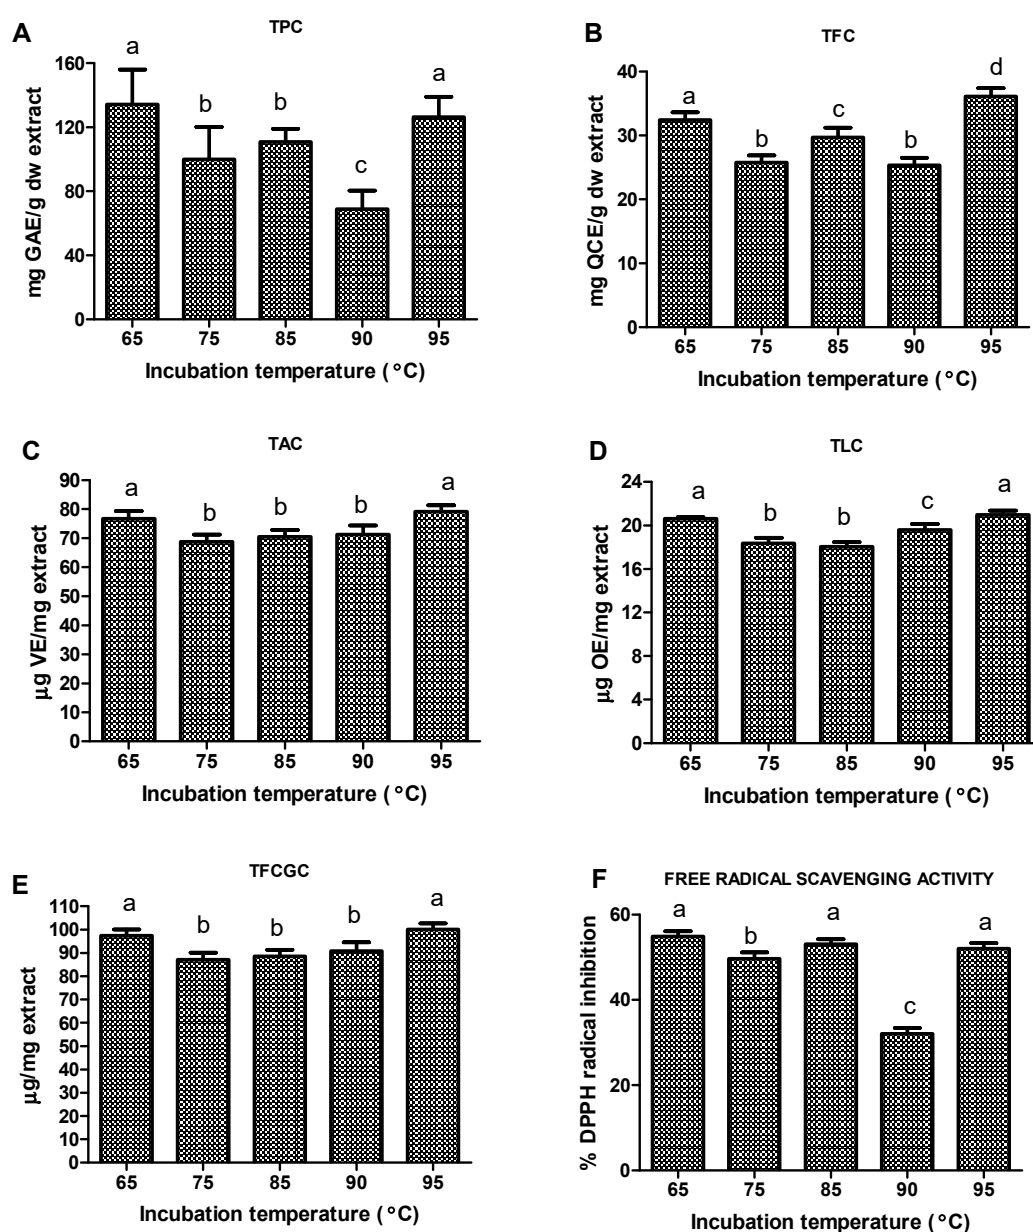 A
TPC
a
b
b
c
a
160
120
80
40
0
mg GAE/g dw extract
65 75 85 90 95
Incubation temperature (°C)
B
TFC
a
b
c
b
d
40
30
20
10
0
mg QCE/g dw extract
65 75 85 90 95
Incubation temperature (°C)
C
TAC
a
b
b
b
a
90
80
70
60
50
40
30
20
10
0
µg VE/mg extract
65 75 85 90 95
Incubation temperature (°C)
D
TLC
a
b
b
c
a
24
20
16
12
8
4
0
µg OE/mg extract
65 75 85 90 95
Incubation temperature (°C)
E
TFCGC
a
b
b
b
a
110
100
90
80
70
60
50
40
30
20
10
0
µg/mg extract
65 75 85 90 95
Incubation temperature (°C)
F
FREE RADICAL SCAVENGING ACTIVITY
a
b
a
c
a
60
40
20
0
% DPPH radical inhibition
65 75 85 90 95
Incubation temperature (°C)